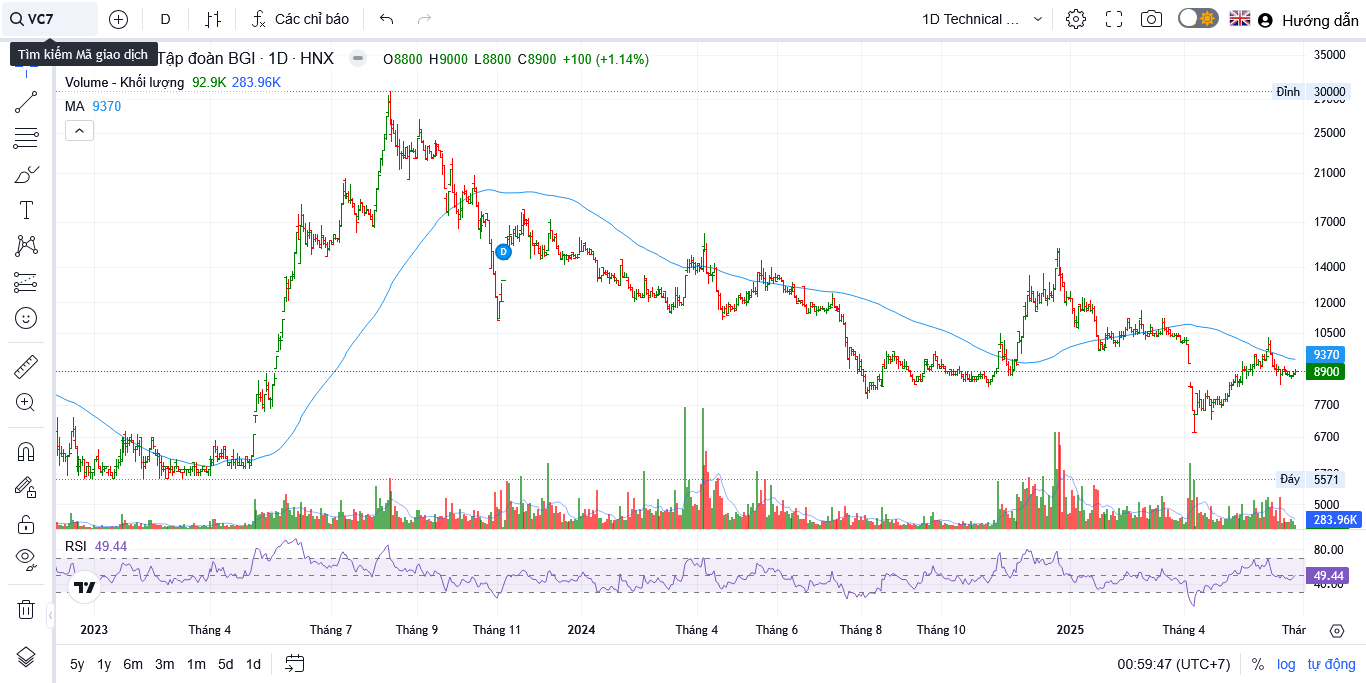 VC7
D
Các chỉ báo
1D Technical ...
Hướng dẫn
Tìm kiếm Mã giao dịch
Tập đoàn BGI · 1D · HNX
O8800 H9000 L8800 C8900 +100 (+1.14%)
Volume - Khối lượng 92.9K 283.96K
MA 9370
D
35000
Đỉnh 30000
25000
21000
17000
14000
12000
10500
9370
8900
7700
6700
Đáy 5571
5000
283.96K
RSI 49.44
80.00
49.44
40.00
2023 Tháng 4 Tháng 7 Tháng 9 Tháng 11 2024 Tháng 4 Tháng 6 Tháng 8 Tháng 10 2025 Tháng 4 Thár
5y 1y 6m 3m 1m 5d 1d
00:59:47 (UTC+7) % log tự động